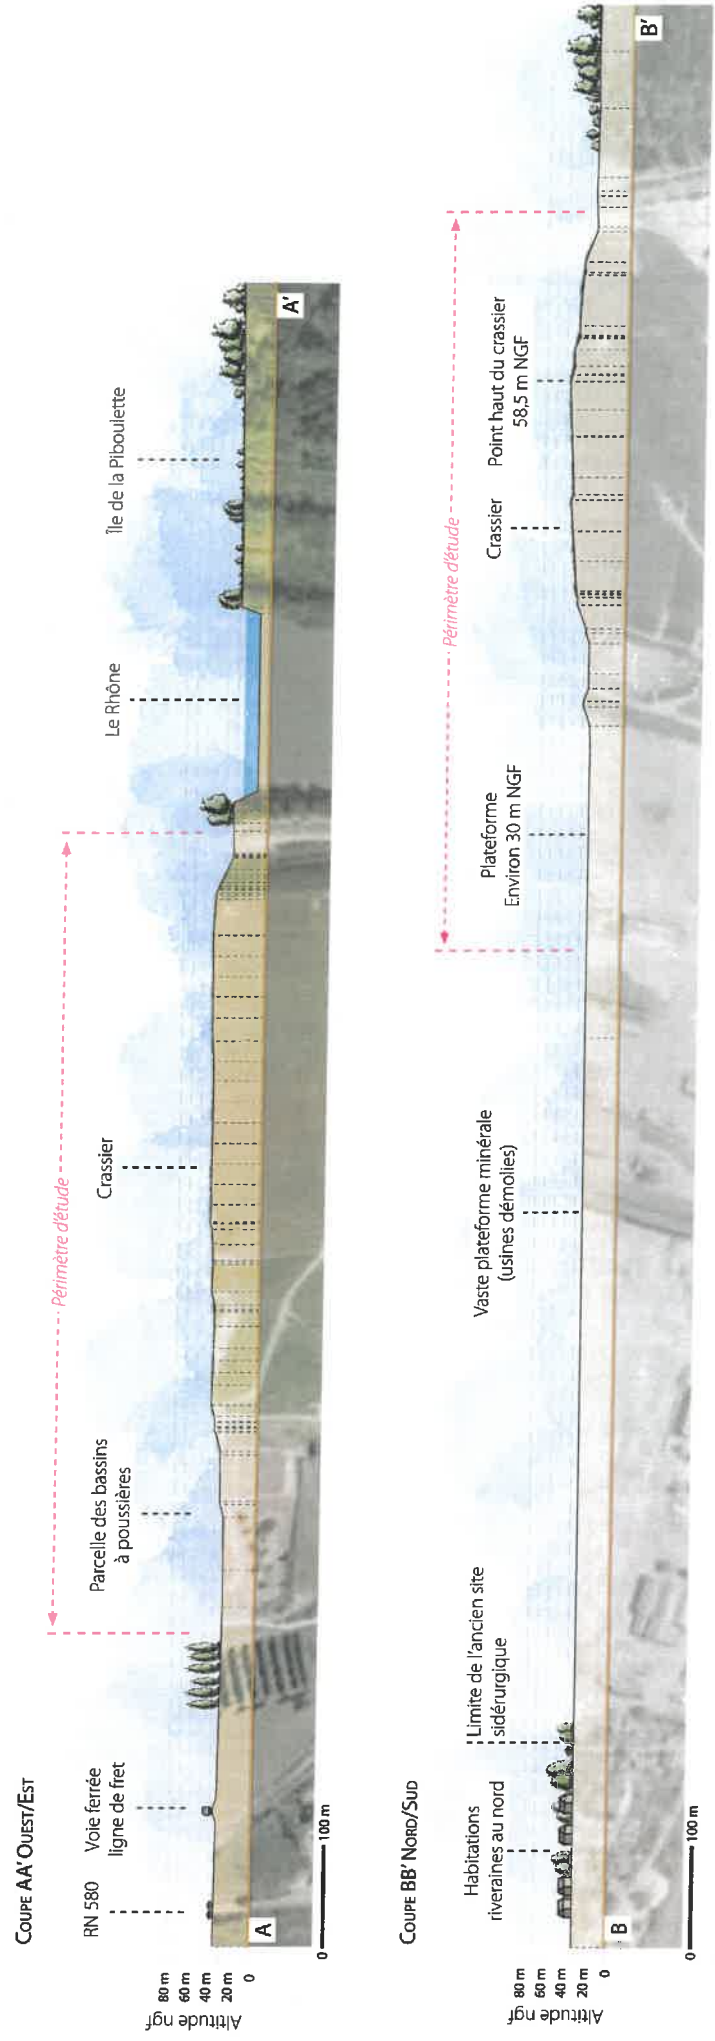 COUPE AA' OUEST/EST
Altitude ngf
80 m
60 m
40 m
20 m
0
RN 580
Voie ferrée
ligne de fret
Parcelle des bassins
à poussières
Périmètre d'étude
Crassier
Le Rhône
Île de la Piboulette
A
A'
0
100 m
COUPE BB' NORD/SUD
Altitude ngf
80 m
60 m
40 m
20 m
0
Habitations
riveraines au nord
Limite de l'ancien site
sidérurgique
Vaste plateforme minérale
(usines démolies)
Plateforme
Environ 30 m NGF
Périmètre d'étude
Crassier
Point haut du crassier
58,5 m NGF
B
B'
0
100 m